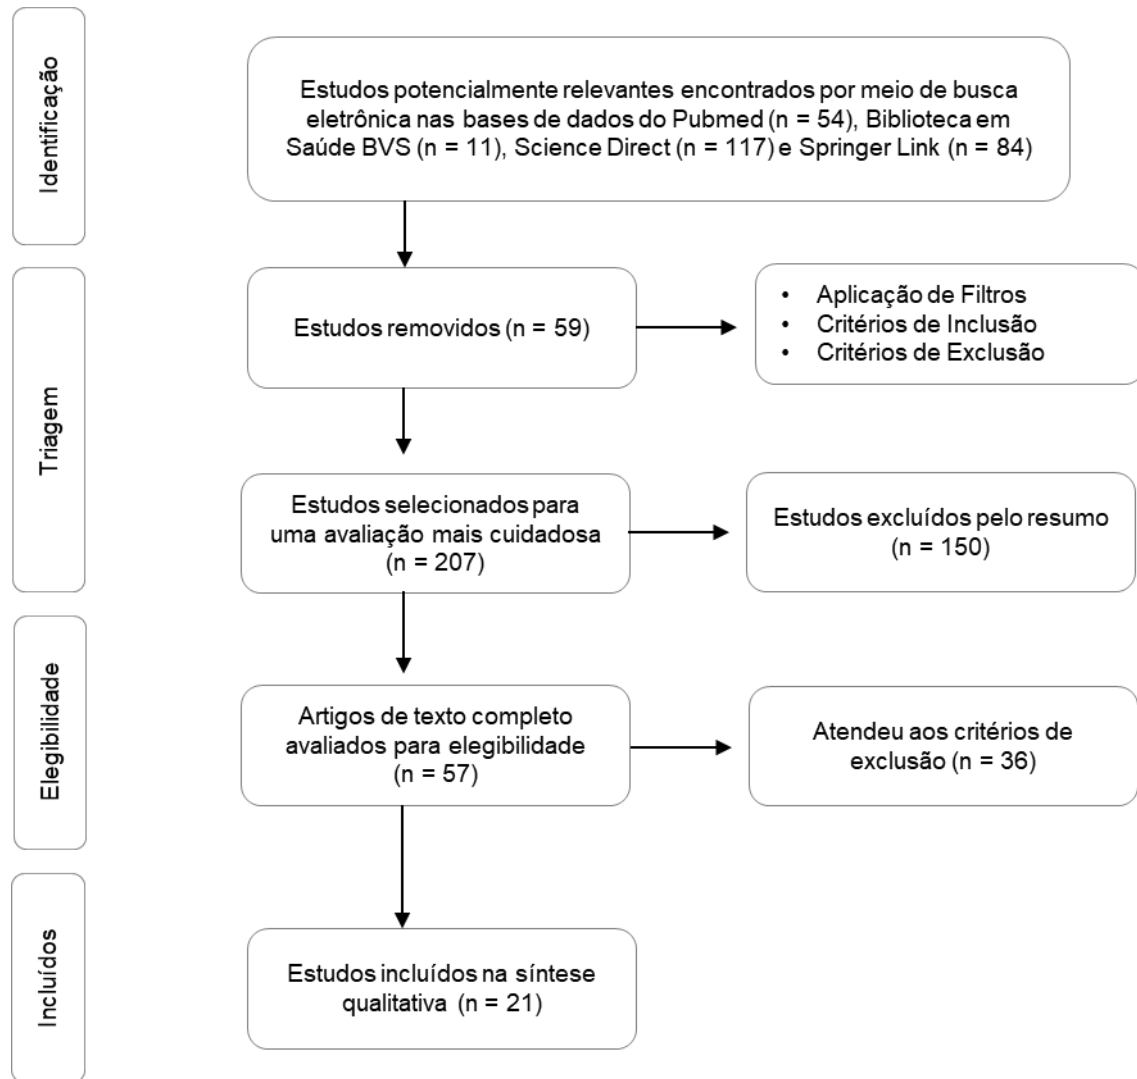 Identificação
Estudos potencialmente relevantes encontrados por meio de busca
eletrônica nas bases de dados do Pubmed (n = 54), Biblioteca em
Saúde BVS (n = 11), Science Direct (n = 117) e Springer Link (n = 84)
Triagem
Estudos removidos (n = 59)
• Aplicação de Filtros
• Critérios de Inclusão
• Critérios de Exclusão
Estudos selecionados para
uma avaliação mais cuidadosa
(n = 207)
Estudos excluídos pelo resumo
(n = 150)
Elegibilidade
Artigos de texto completo
avaliados para elegibilidade
(n = 57)
Atendeu aos critérios de
exclusão (n = 36)
Incluídos
Estudos incluídos na síntese
qualitativa (n = 21)